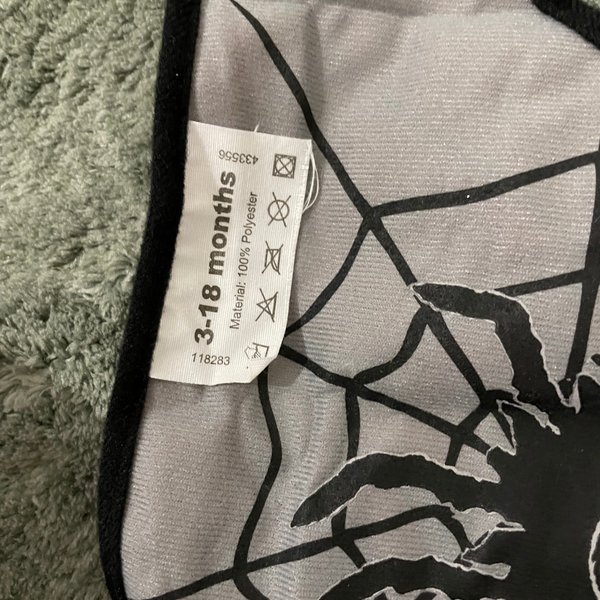 433556
3-18 months
Material: 100% Polyester
118283